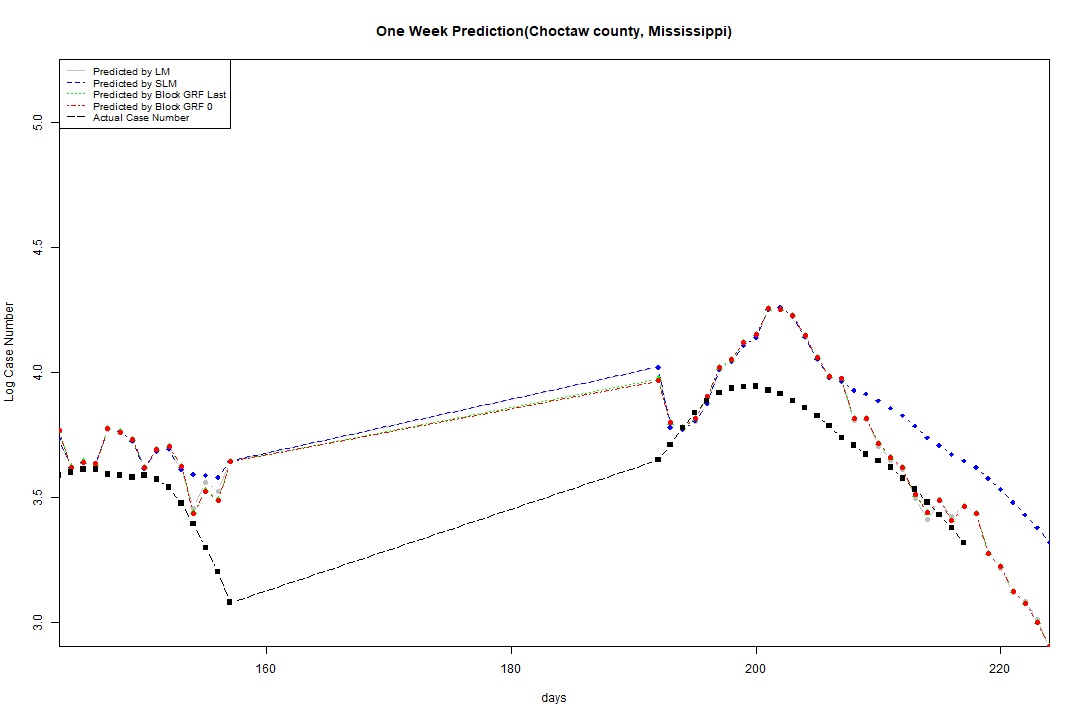 One Week Prediction(Choctaw county, Mississippi)
Predicted by LM
Predicted by SLM
Predicted by Block GRF Last
Predicted by Block GRF 0
Actual Case Number
5.0
4.5
4.0
3.5
3.0
Log Case Number
160 180 200 220
days